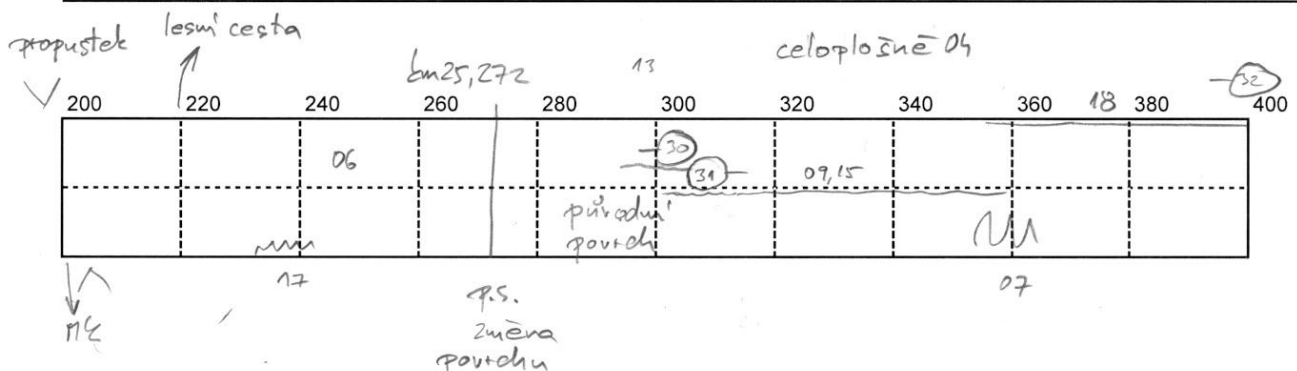 propustek
lesní cesta
km25,272
13
celoplošně 04
32
200 220 240 260 280 300 320 340 360 18 380 400
06
30
31
09,15
původní
povrch
17
07
MK
p.s.
změna
povrchu